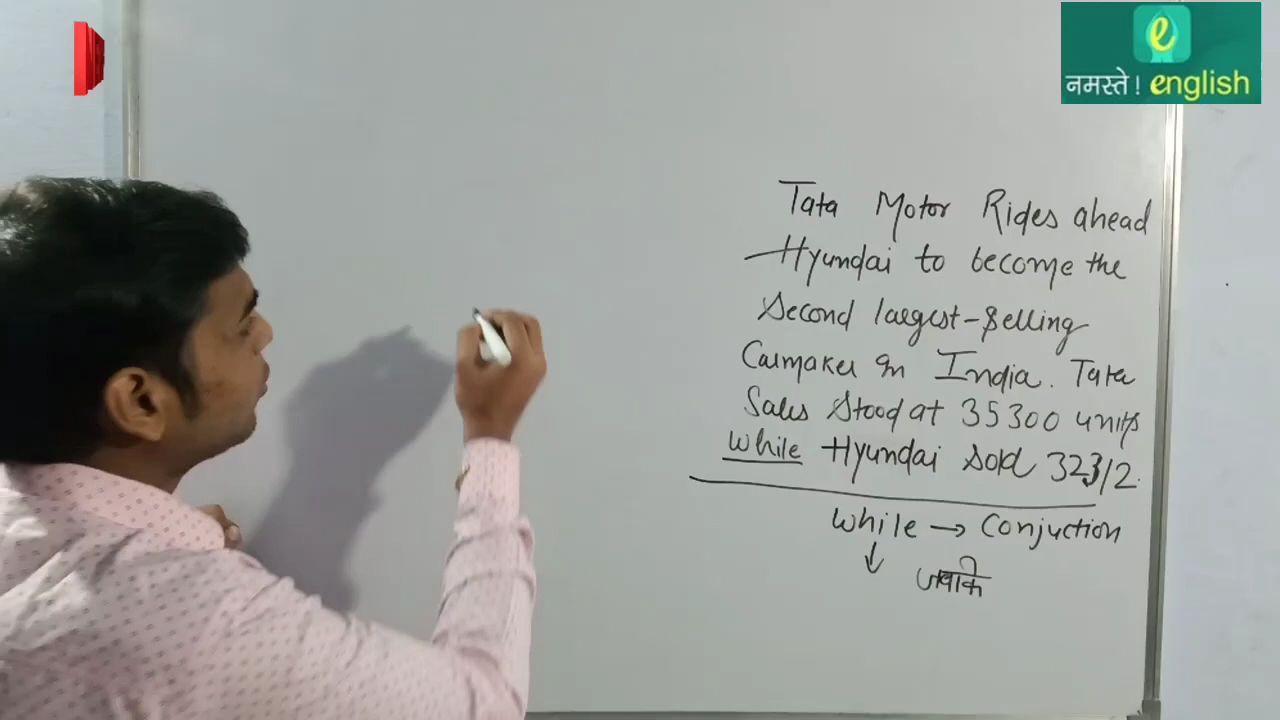 e
नमस्ते ! english
Tata Motor Rides ahead
Hyundai to become the
Second largest-selling
Carmaker in India. Tata
Sales Stood at 35300 units
while Hyundai Sold 32312.
while → Conjuction
↓ जबकि